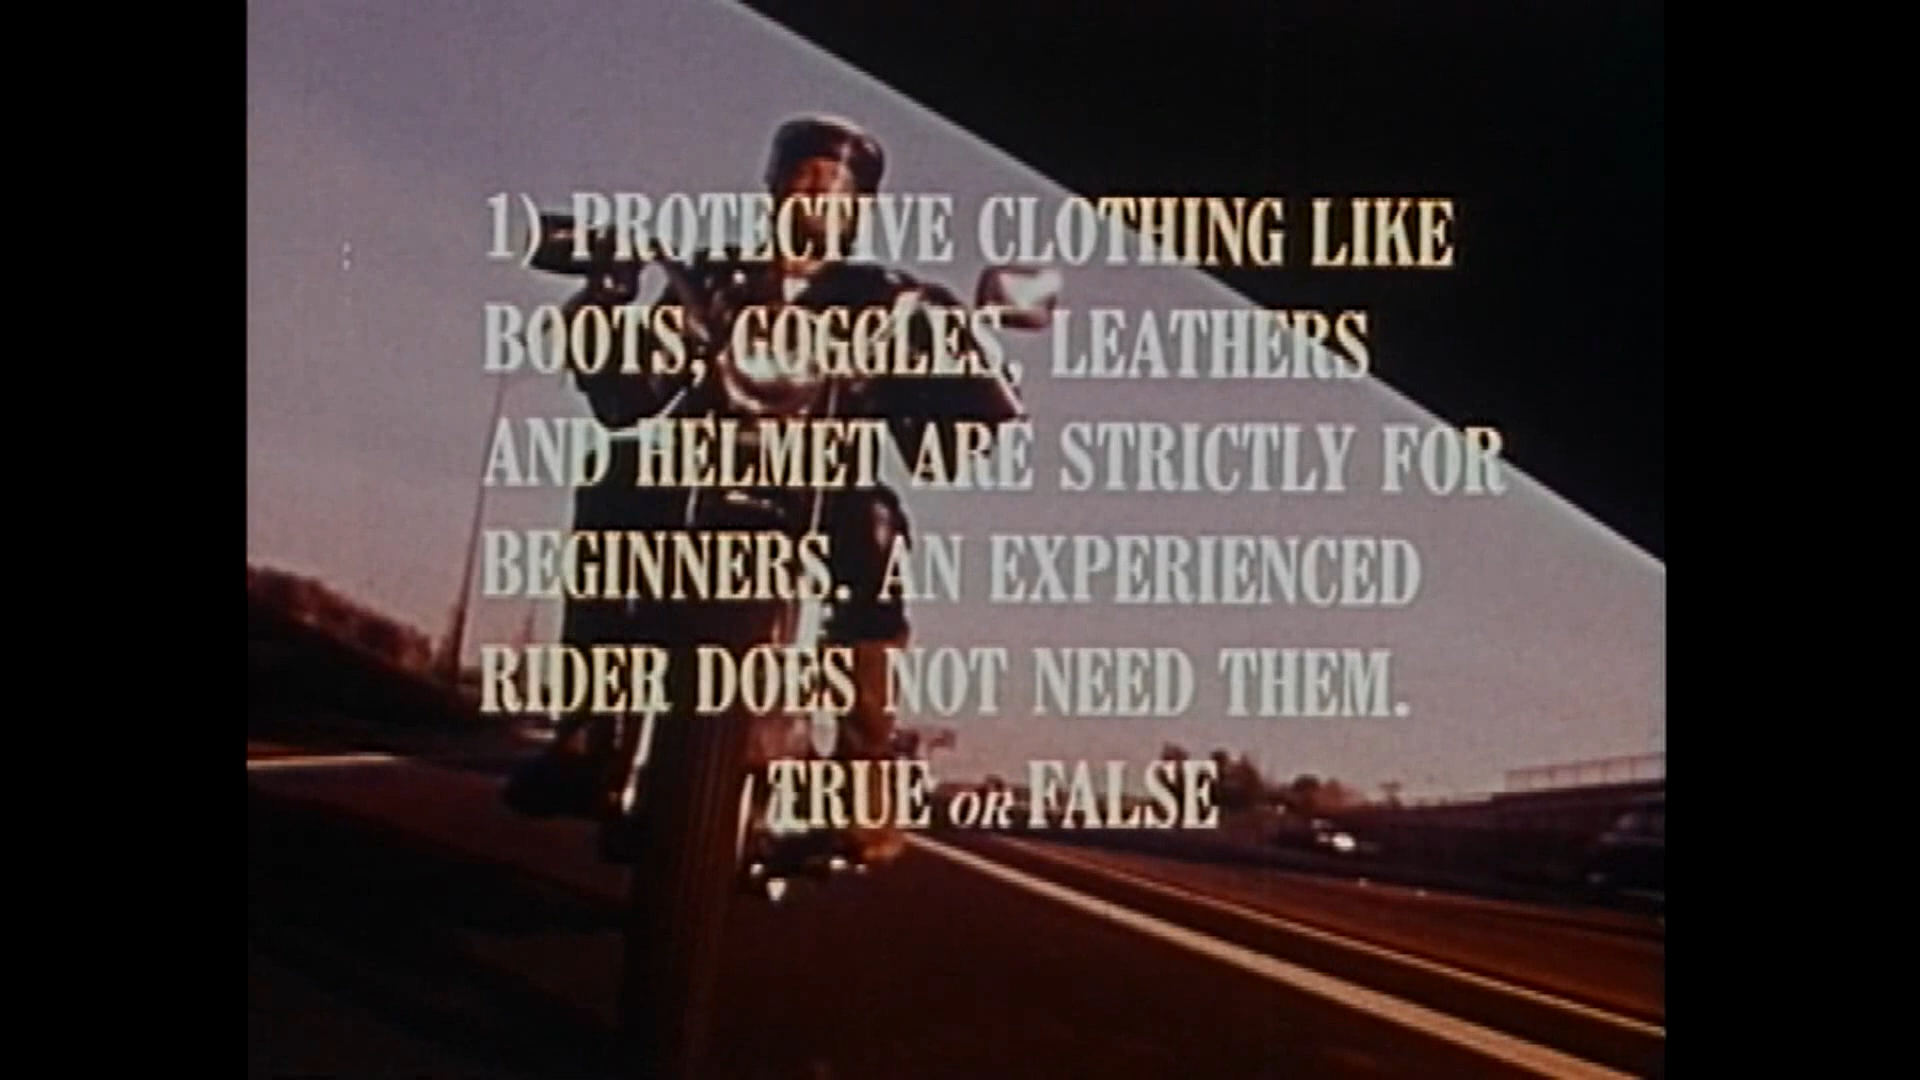 1) PROTECTIVE CLOTHING LIKE
BOOTS, GOGGLES, LEATHERS
AND HELMET ARE STRICTLY FOR
BEGINNERS. AN EXPERIENCED
RIDER DOES NOT NEED THEM.
TRUE OR FALSE